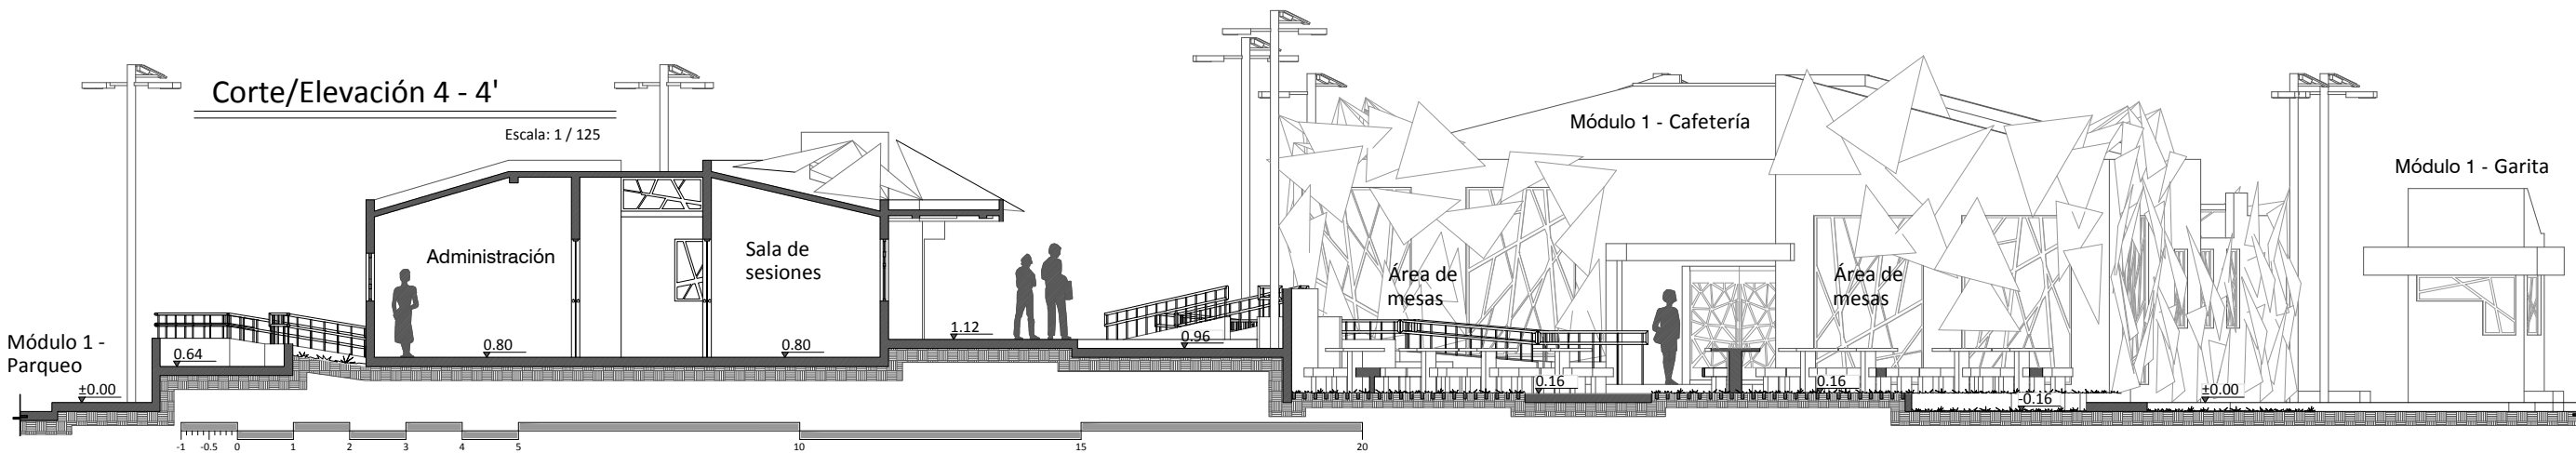 Corte/Elevación 4 - 4'
Escala: 1 / 125
Módulo 1 - Cafetería
Módulo 1 - Garita
Administración
Sala de
sesiones
Área de
mesas
Área de
mesas
Módulo 1 -
Parqueo
±0.00
0.64
0.80
0.80
1.12
0.96
0.16
0.16
-0.16
±0.00
-1 -0.5 0 1 2 3 4 5 10 15 20